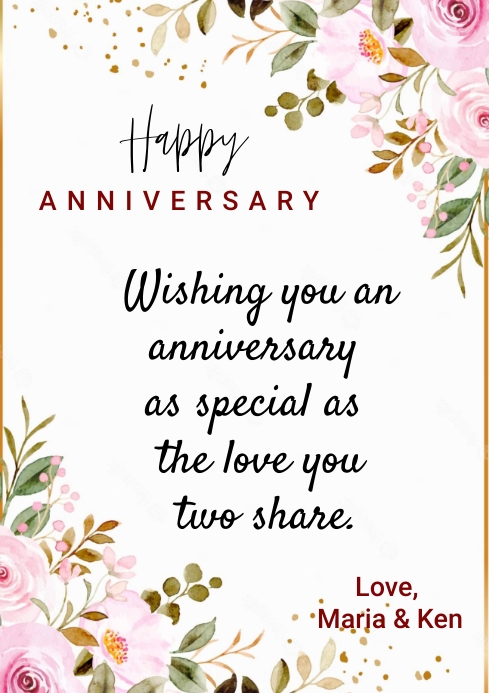 Happy
ANNIVERSARY
Wishing you an
anniversary
as special as
the love you
two share.
Love,
Maria & Ken